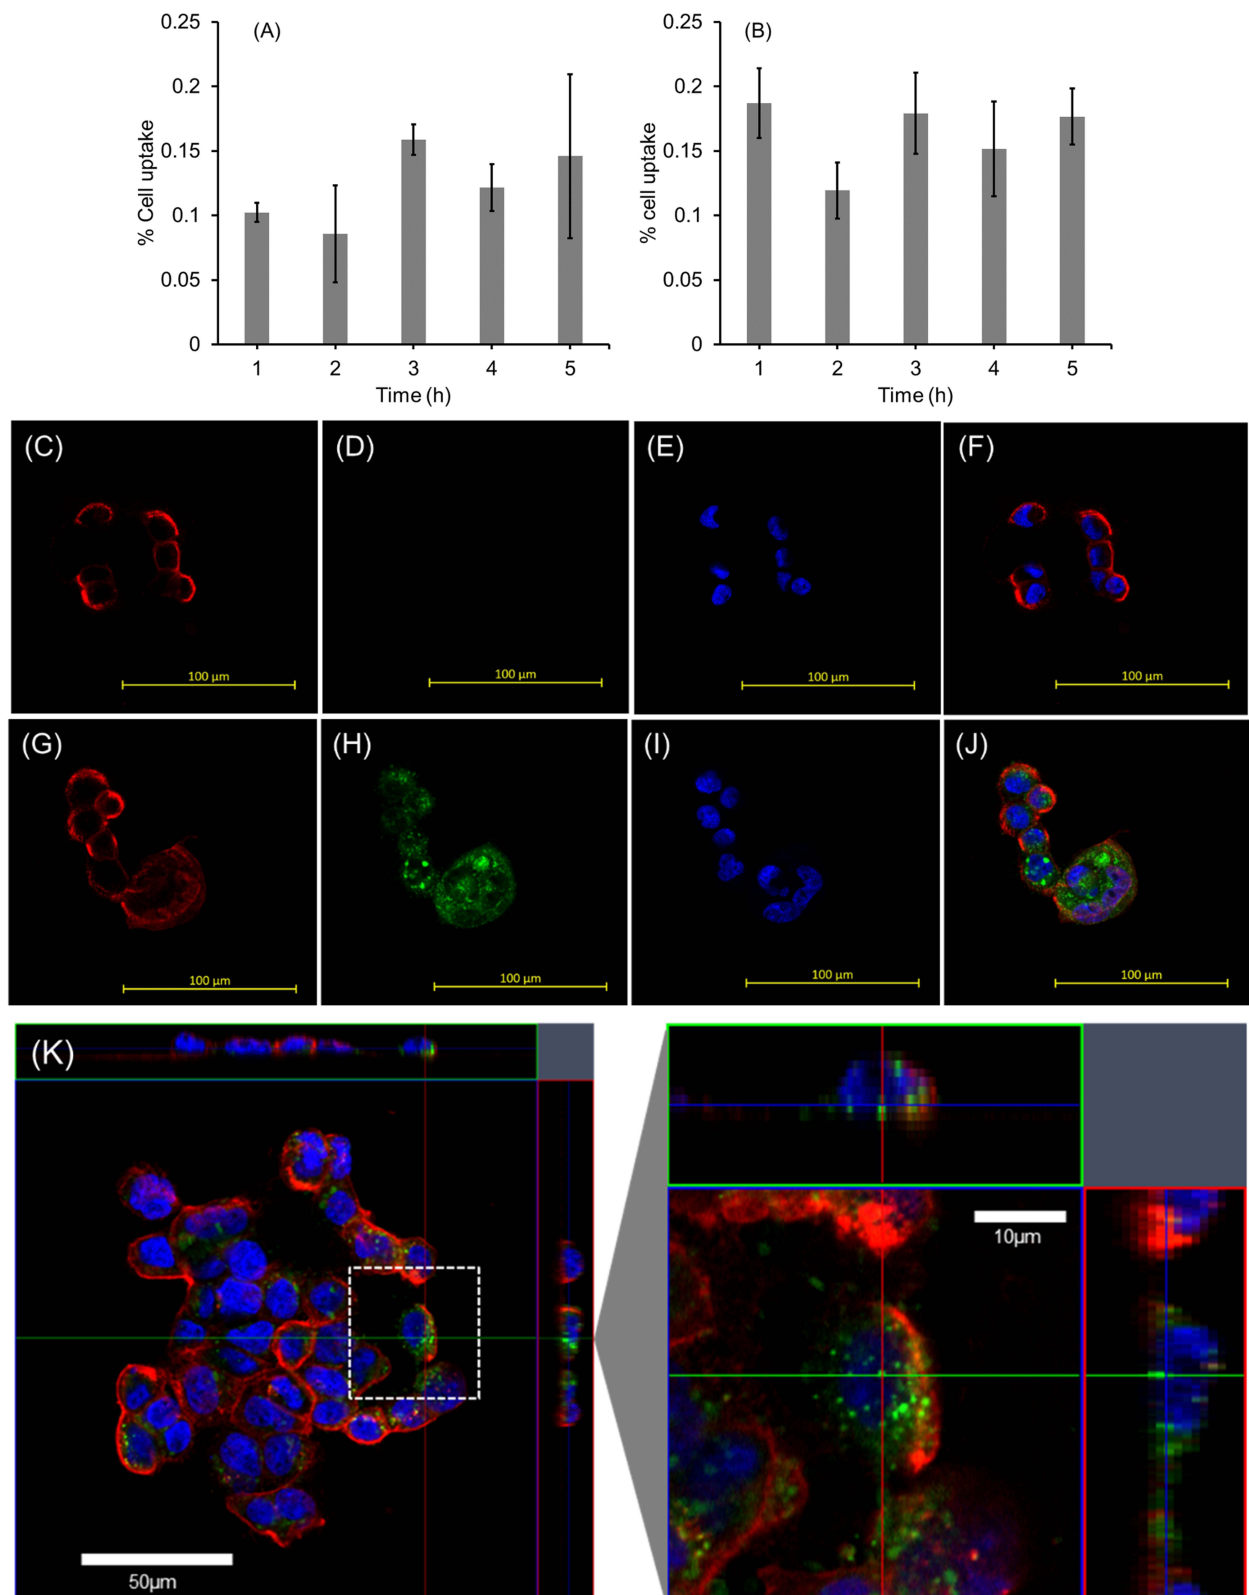 (A)
0.25
0.2
0.15
0.1
0.05
0
% Cell uptake
1 2 3 4 5
Time (h)
(B)
0.25
0.2
0.15
0.1
0.05
0
% cell uptake
1 2 3 4 5
Time (h)
(C)
100 µm
(D)
100 µm
(E)
100 µm
(F)
100 µm
(G)
100 µm
(H)
100 µm
(I)
100 µm
(J)
100 µm
(K)
50µm
10µm